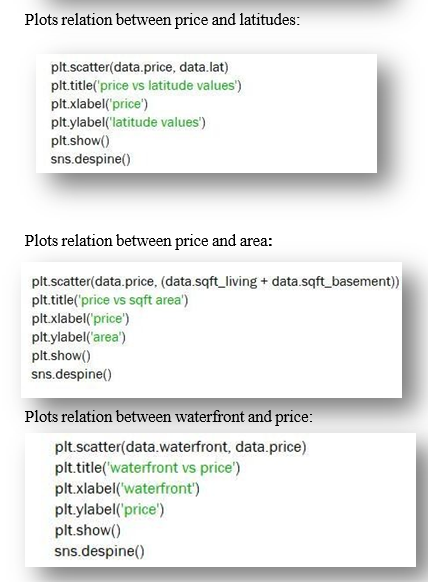 Plots relation between price and latitudes:
plt.scatter(data.price, data.lat)
plt.title('price vs latitude values')
plt.xlabel('price')
plt.ylabel('latitude values')
plt.show()
sns.despine()
Plots relation between price and area:
plt.scatter(data.price, (data.sqft_living + data.sqft_basement))
plt.title('price vs sqft area')
plt.xlabel('price')
plt.ylabel('area')
plt.show()
sns.despine()
Plots relation between waterfront and price:
plt.scatter(data.waterfront, data.price)
plt.title('waterfront vs price')
plt.xlabel('waterfront')
plt.ylabel('price')
plt.show()
sns.despine()